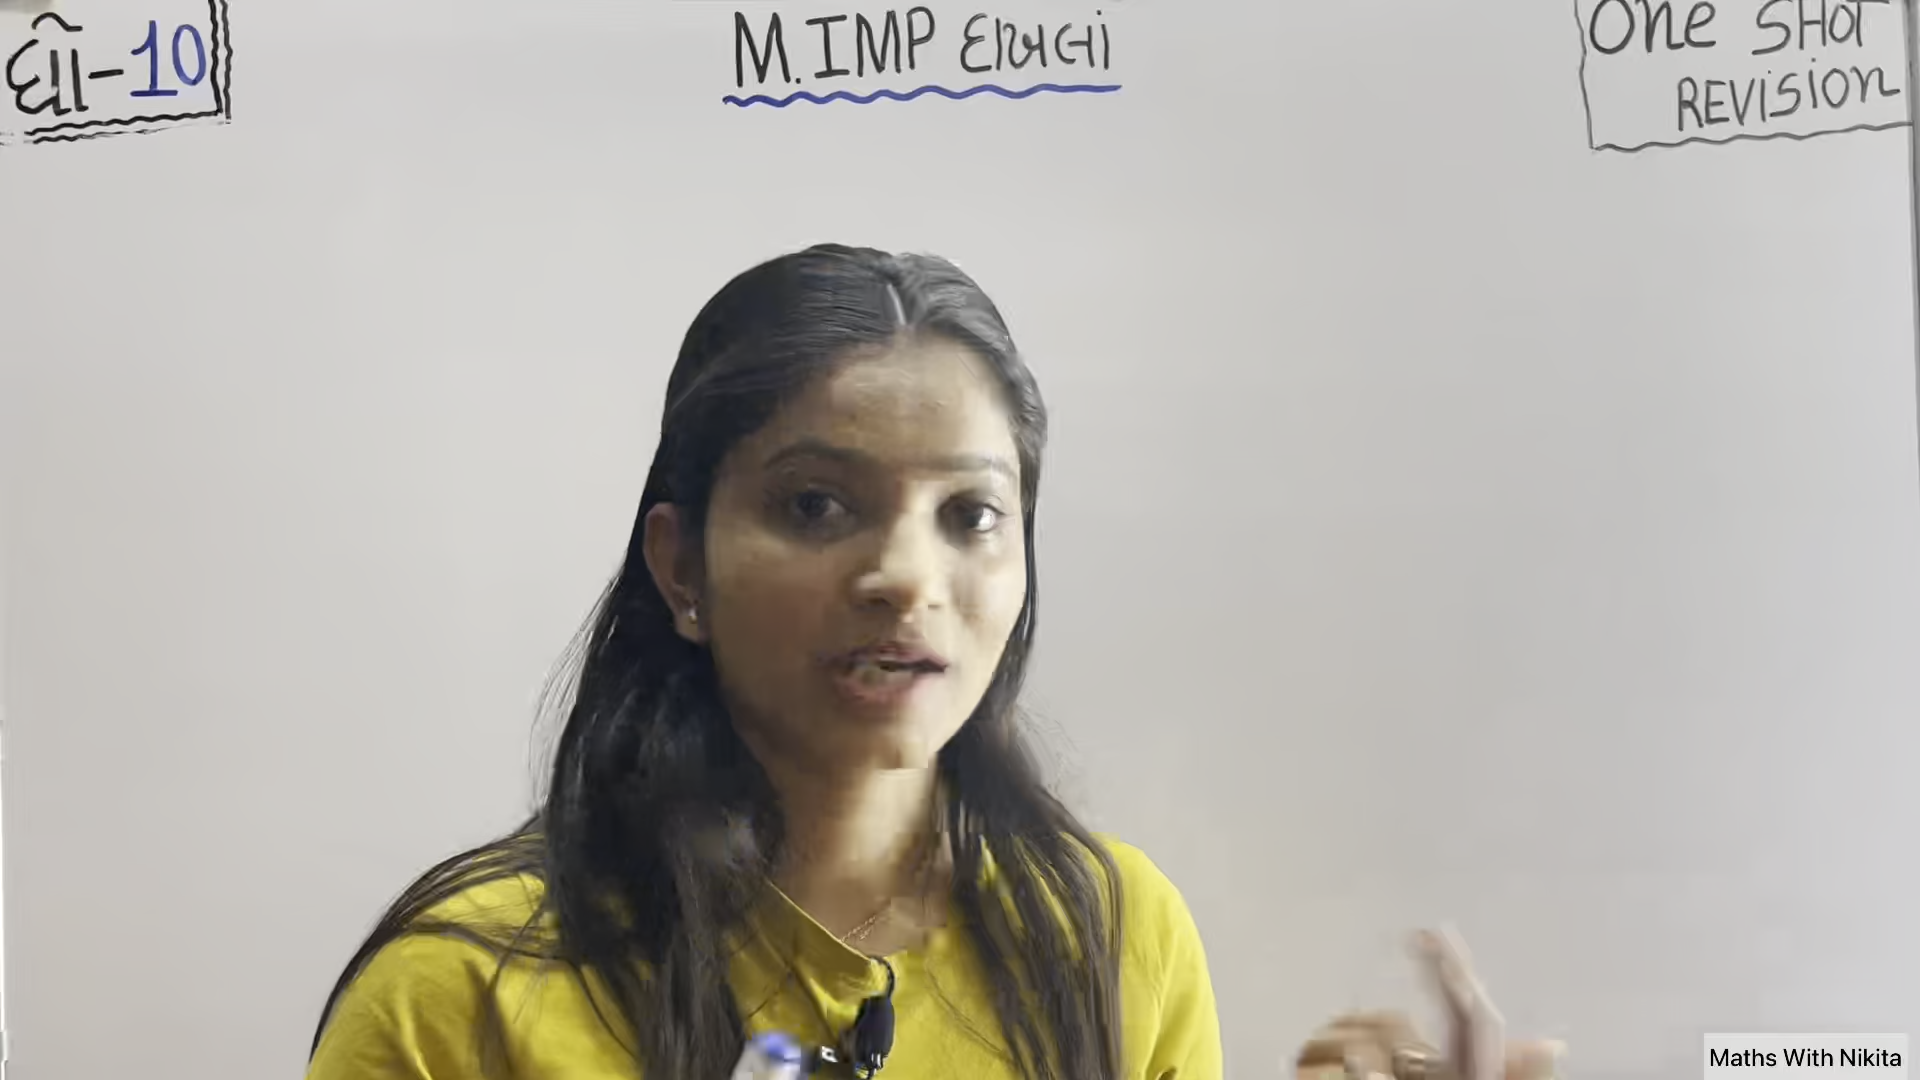 ધો-10
M.IMP દાખલા
One SHOT
REVISION
Maths With Nikita